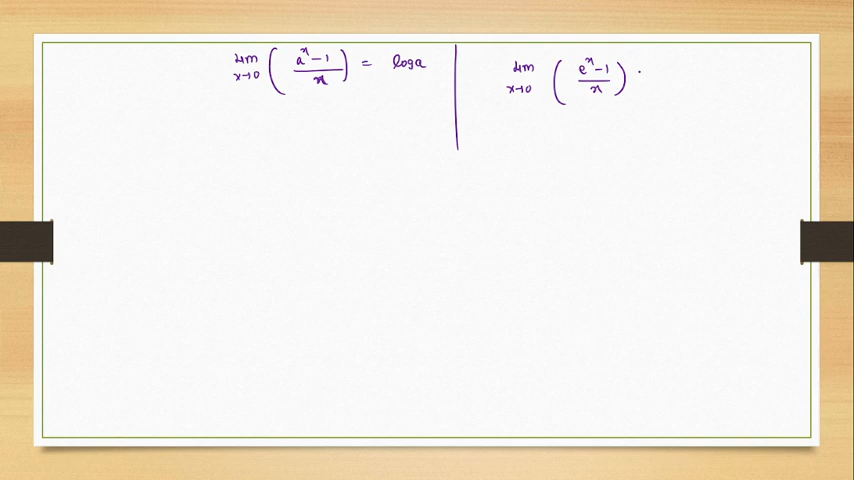 lim x→0 ( a^x - 1 / x ) = log a
lim x→0 ( e^x - 1 / x )